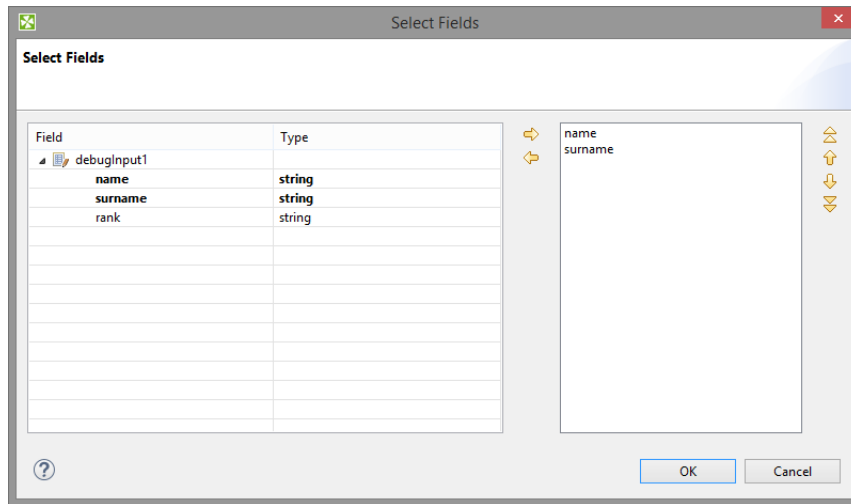 Select Fields
Select Fields
Field Type
debugInput1
name string
surname string
rank string
name
surname
OK Cancel